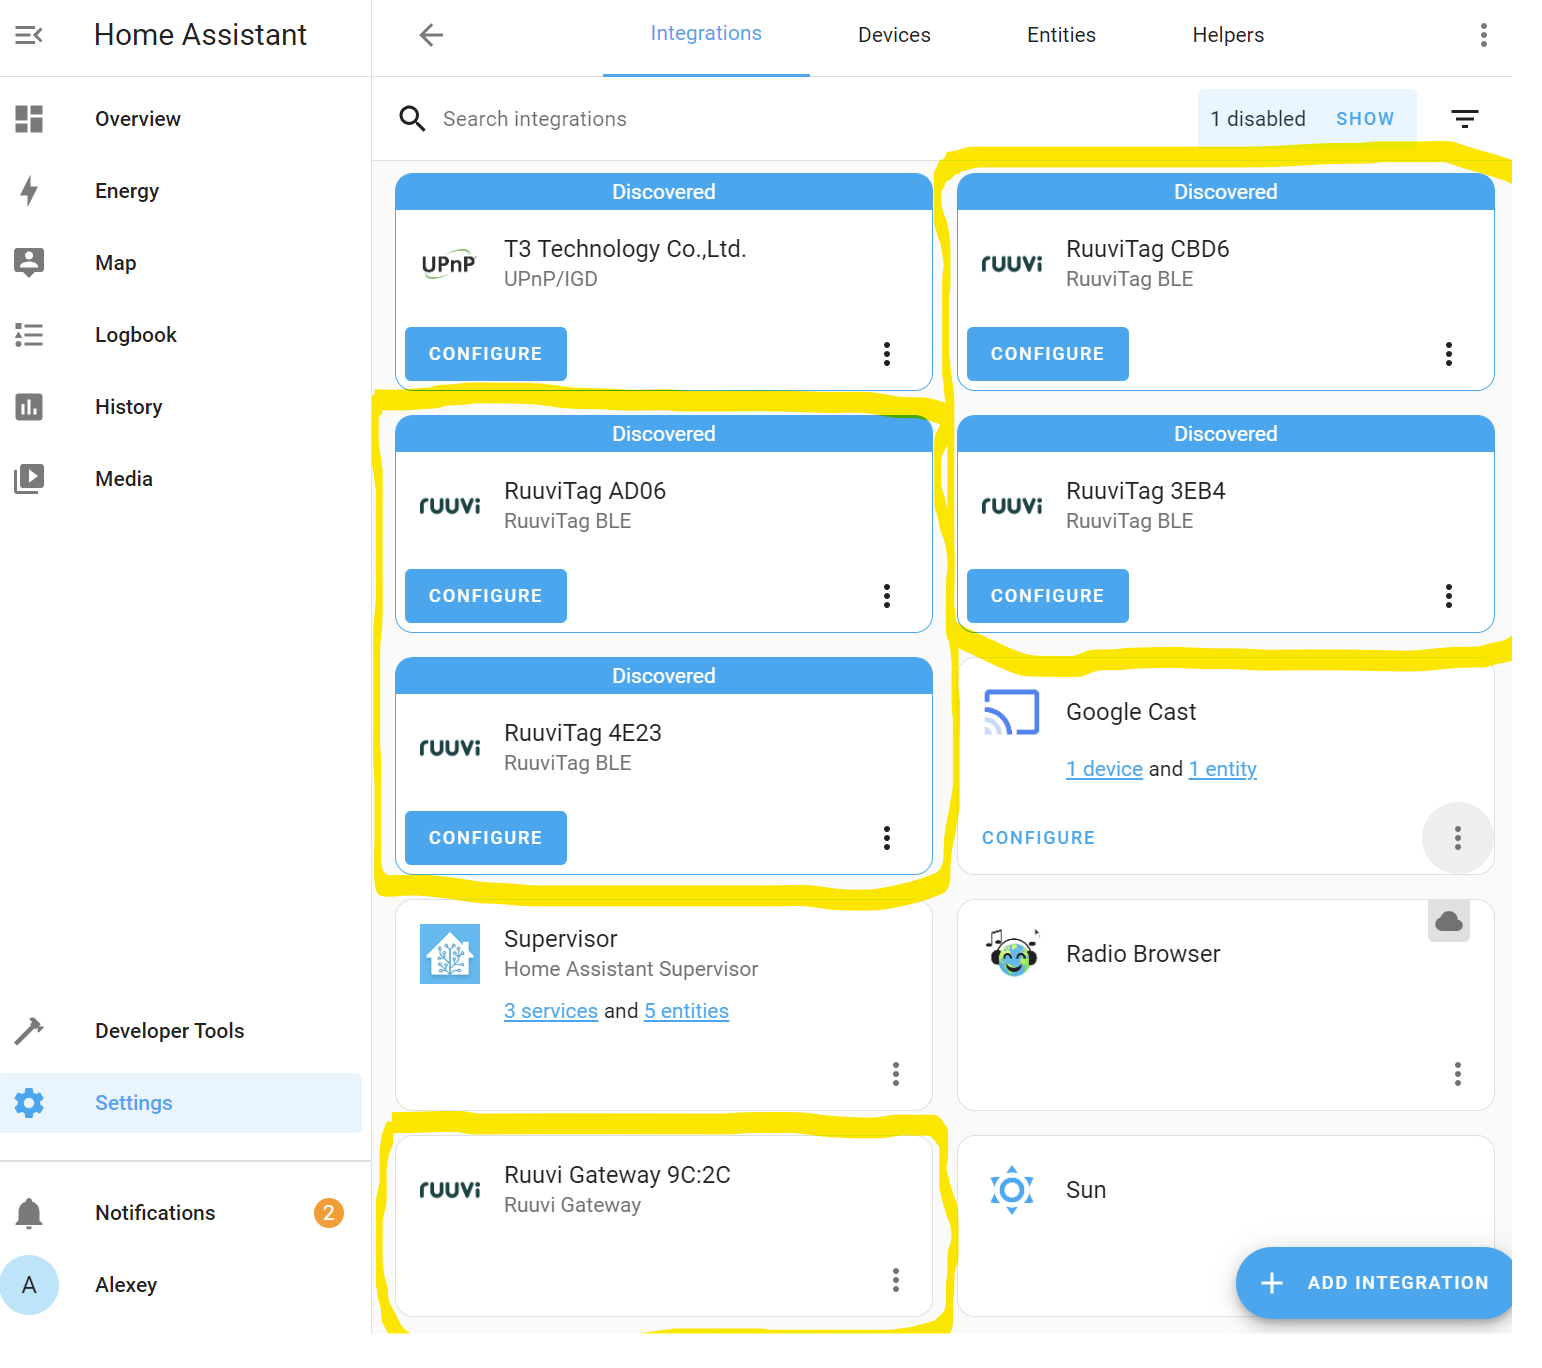 Home Assistant
Integrations
Devices
Entities
Helpers
Overview
Energy
Map
Logbook
History
Media
Developer Tools
Settings
Notifications
2
A
Alexey
Search integrations
1 disabled
SHOW
Discovered
UPnP
T3 Technology Co.,Ltd.
UPnP/IGD
CONFIGURE
Discovered
ruuvi
RuuviTag CBD6
RuuviTag BLE
CONFIGURE
Discovered
ruuvi
RuuviTag AD06
RuuviTag BLE
CONFIGURE
Discovered
ruuvi
RuuviTag 3EB4
RuuviTag BLE
CONFIGURE
Discovered
ruuvi
RuuviTag 4E23
RuuviTag BLE
CONFIGURE
Google Cast
1 device and 1 entity
CONFIGURE
Supervisor
Home Assistant Supervisor
3 services and 5 entities
Radio Browser
ruuvi
Ruuvi Gateway 9C:2C
Ruuvi Gateway
Sun
ADD INTEGRATION